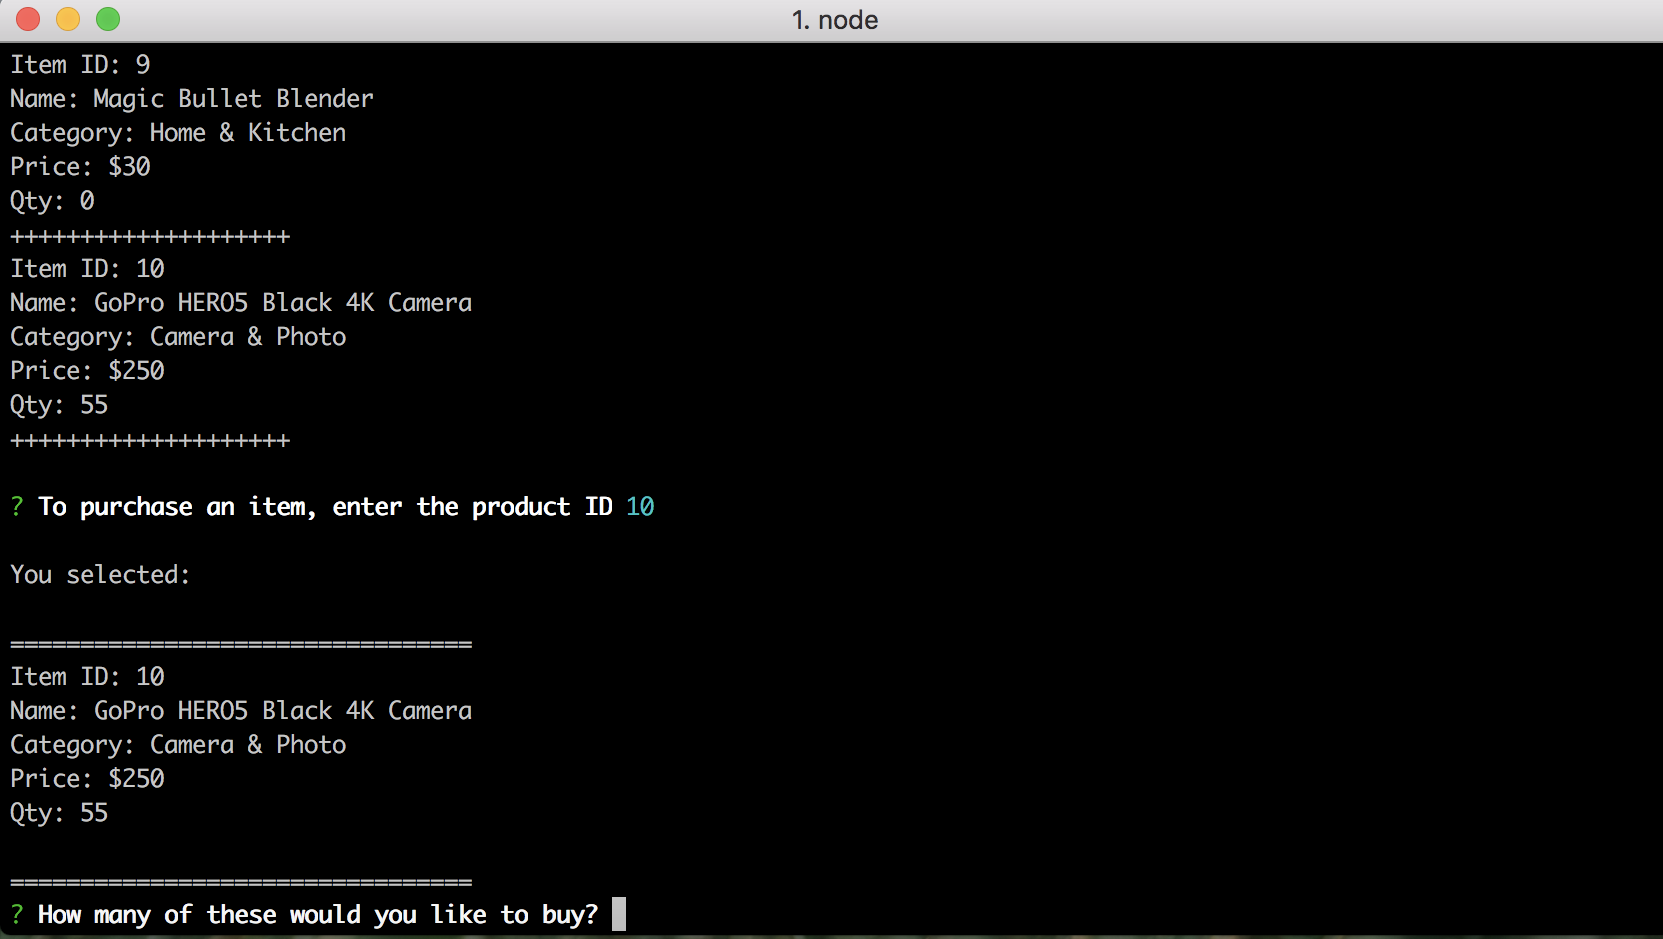 1. node
Item ID: 9
Name: Magic Bullet Blender
Category: Home & Kitchen
Price: $30
Qty: 0
++++++++++++++++++++
Item ID: 10
Name: GoPro HERO5 Black 4K Camera
Category: Camera & Photo
Price: $250
Qty: 55
++++++++++++++++++++
? To purchase an item, enter the product ID 10
You selected:
=================================
Item ID: 10
Name: GoPro HERO5 Black 4K Camera
Category: Camera & Photo
Price: $250
Qty: 55
=================================
? How many of these would you like to buy?